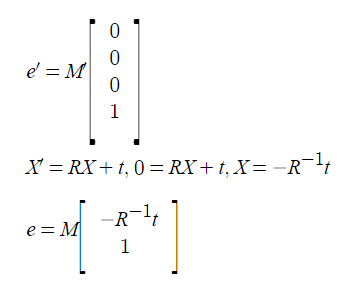 e' = M' [ 0
0
0
1 ]
X' = RX + t, 0 = RX + t, X = −R⁻¹t
e = M [ −R⁻¹t
1 ]